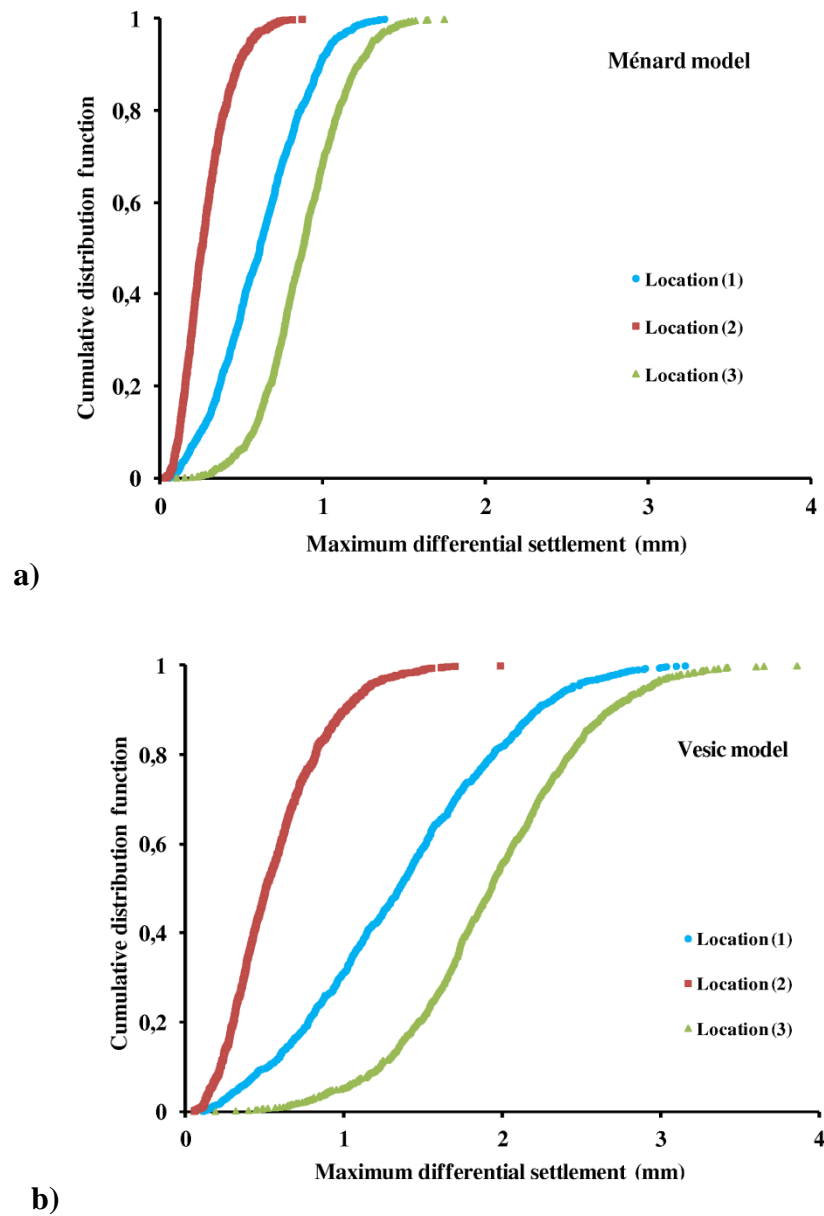 1
Ménard model
0,8
0,6
Cumulative distribution function
0,4
Location (1)
Location (2)
0,2
Location (3)
0
0 1 2 3 4
Maximum differential settlement (mm)
a)
1
Vesic model
0,8
0,6
Cumulative distribution function
0,4
Location (1)
Location (2)
0,2
Location (3)
0
0 1 2 3 4
Maximum differential settlement (mm)
b)